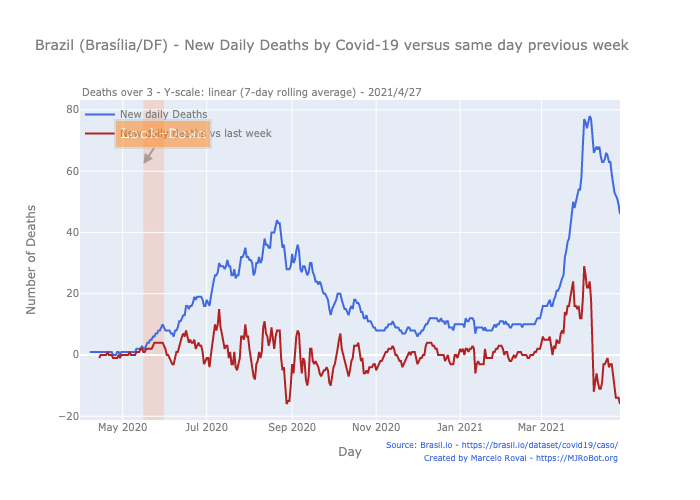 Brazil (Brasília/DF) - New Daily Deaths by Covid-19 versus same day previous week
Deaths over 3 - Y-scale: linear (7-day rolling average) - 2021/4/27
New daily Deaths
vs last week
80
60
40
20
0
−20
Number of Deaths
May 2020
Jul 2020
Sep 2020
Nov 2020
Jan 2021
Mar 2021
Day
Source: Brasil.io - https://brasil.io/dataset/covid19/caso/
Created by Marcelo Rovai - https://MJRoBot.org